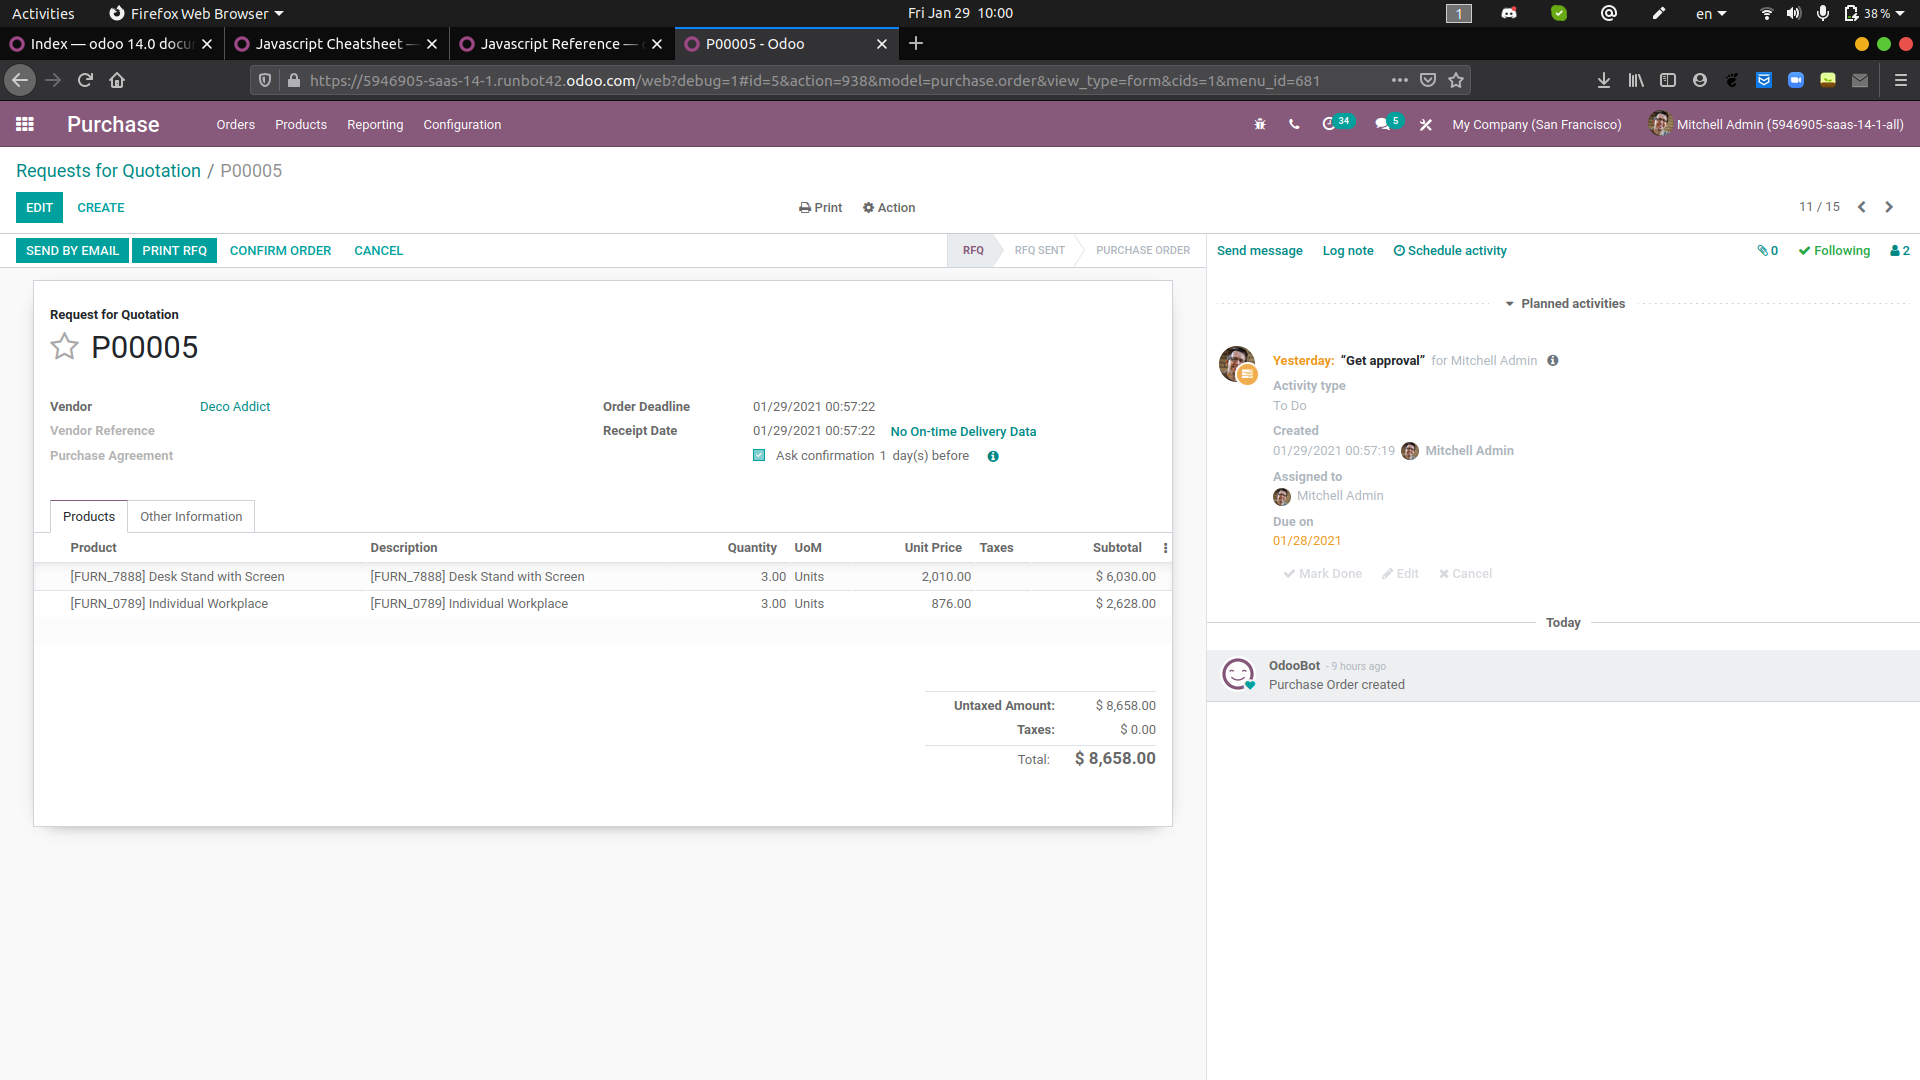 Activities Firefox Web Browser Fri Jan 29 10:00 1 en 38 %
Index — odoo 14.0 docu Javascript Cheatsheet — Javascript Reference — P00005 - Odoo
https://5946905-saas-14-1.runbot42.odoo.com/web?debug=1#id=5&action=938&model=purchase.order&view_type=form&cids=1&menu_id=681
Purchase Orders Products Reporting Configuration 34 5 My Company (San Francisco) Mitchell Admin (5946905-saas-14-1-all)
Requests for Quotation / P00005
EDIT CREATE Print Action 11 / 15
SEND BY EMAIL PRINT RFQ CONFIRM ORDER CANCEL RFQ RFQ SENT PURCHASE ORDER
Request for Quotation
P00005
Vendor Deco Addict
Vendor Reference
Purchase Agreement
Order Deadline 01/29/2021 00:57:22
Receipt Date 01/29/2021 00:57:22 No On-time Delivery Data
Ask confirmation 1 day(s) before
Products Other Information
Product Description Quantity UoM Unit Price Taxes Subtotal
[FURN_7888] Desk Stand with Screen [FURN_7888] Desk Stand with Screen 3.00 Units 2,010.00 $ 6,030.00
[FURN_0789] Individual Workplace [FURN_0789] Individual Workplace 3.00 Units 876.00 $ 2,628.00
Untaxed Amount: $ 8,658.00
Taxes: $ 0.00
Total: $ 8,658.00
Send message Log note Schedule activity 0 Following 2
Planned activities
Yesterday: “Get approval” for Mitchell Admin
Activity type
To Do
Created
01/29/2021 00:57:19 Mitchell Admin
Assigned to
Mitchell Admin
Due on
01/28/2021
Mark Done Edit Cancel
Today
OdooBot - 9 hours ago
Purchase Order created